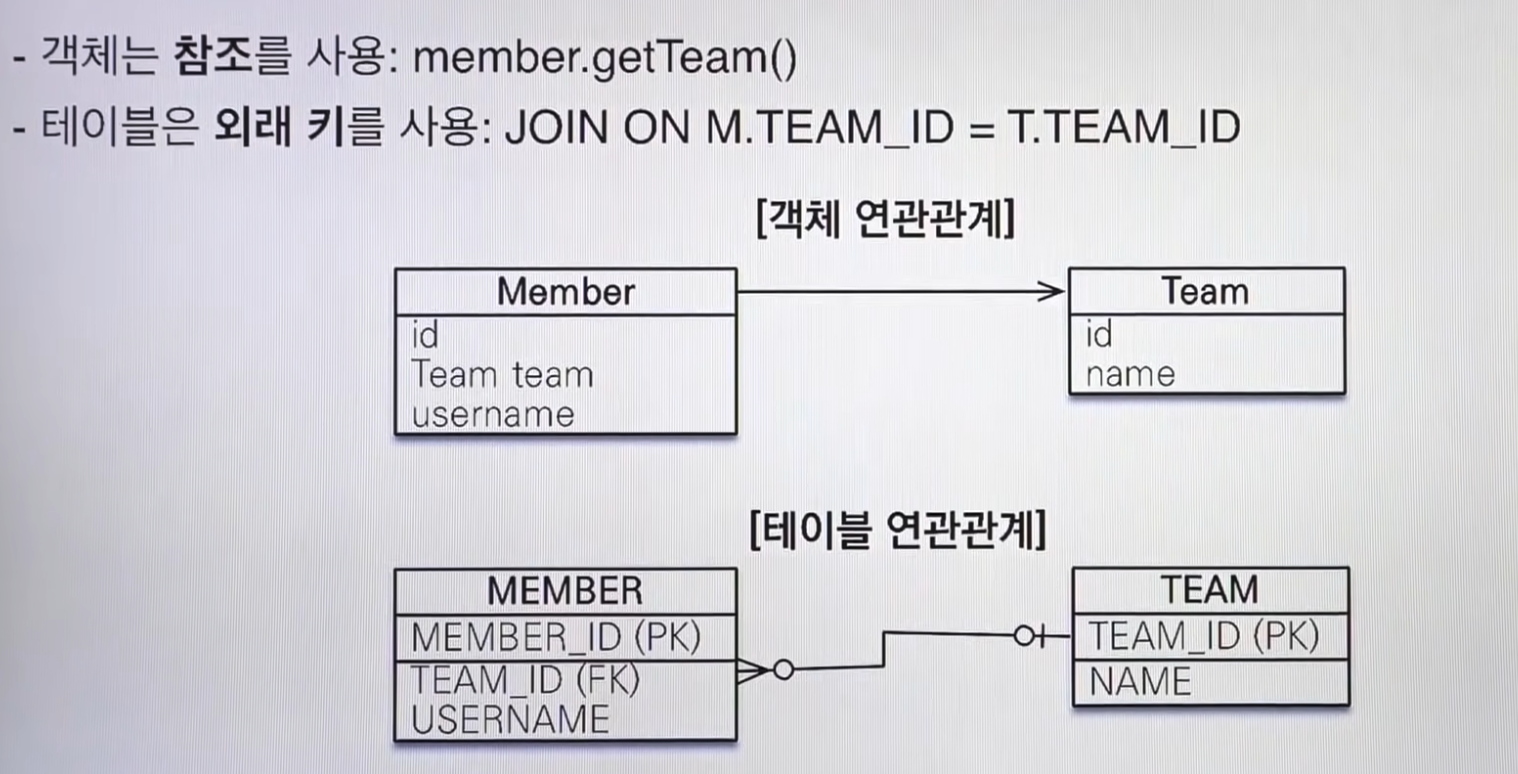 - 객체는 참조를 사용: member.getTeam()
- 테이블은 외래 키를 사용: JOIN ON M.TEAM_ID = T.TEAM_ID
[객체 연관관계]
Member
id
Team team
username
Team
id
name
[테이블 연관관계]
MEMBER
MEMBER_ID (PK)
TEAM_ID (FK)
USERNAME
TEAM
TEAM_ID (PK)
NAME